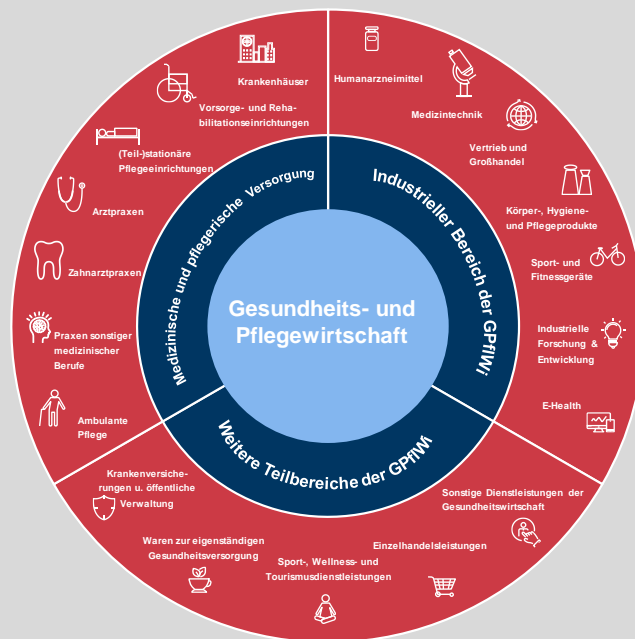 Gesundheits- und
Pflegewirtschaft
Medizinische und pflegerische Versorgung
Krankenhäuser
Vorsorge- und Reha-
bilitationseinrichtungen
(Teil-)stationäre
Pflegeeinrichtungen
Arztpraxen
Zahnarztpraxen
Praxen sonstiger
medizinischer
Berufe
Ambulante
Pflege
Industrieller Bereich der GPflWi
Humanarzneimittel
Medizintechnik
Vertrieb und
Großhandel
Körper-, Hygiene-
und Pflegeprodukte
Sport- und
Fitnessgeräte
Industrielle
Forschung &
Entwicklung
E-Health
Weitere Teilbereiche der GPflWi
Krankenversiche-
rungen u. öffentliche
Verwaltung
Waren zur eigenständigen
Gesundheitsversorgung
Sport-, Wellness- und
Tourismusdienstleistungen
Einzelhandelsleistungen
Sonstige Dienstleistungen der
Gesundheitswirtschaft